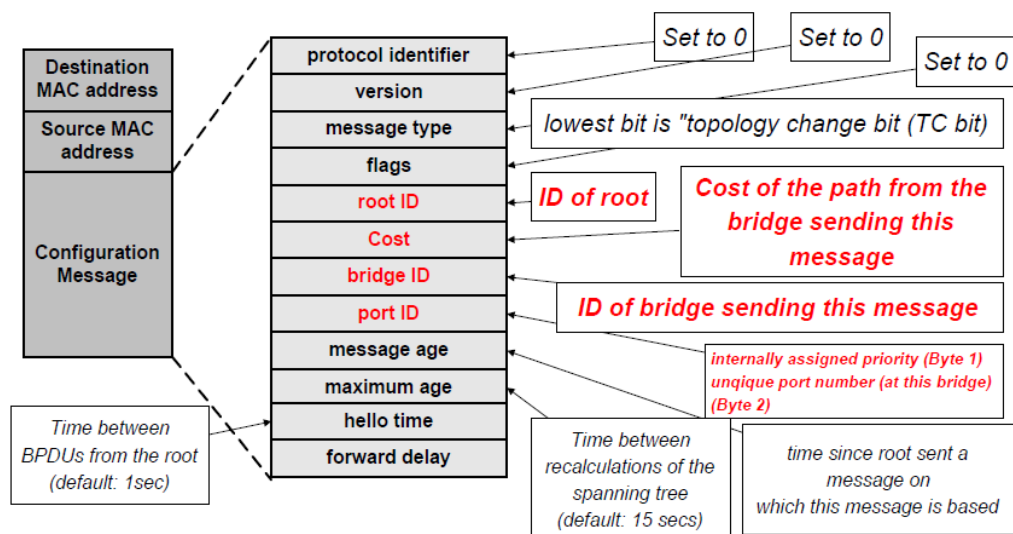 Destination
MAC address
Source MAC
address
Configuration
Message
protocol identifier
version
message type
flags
root ID
Cost
bridge ID
port ID
message age
maximum age
hello time
forward delay
Set to 0
Set to 0
Set to 0
lowest bit is "topology change bit (TC bit)
ID of root
Cost of the path from the
bridge sending this
message
ID of bridge sending this message
internally assigned priority (Byte 1)
unqique port number (at this bridge)
(Byte 2)
Time between
BPDUs from the root
(default: 1sec)
Time between
recalculations of the
spanning tree
(default: 15 secs)
time since root sent a
message on
which this message is based